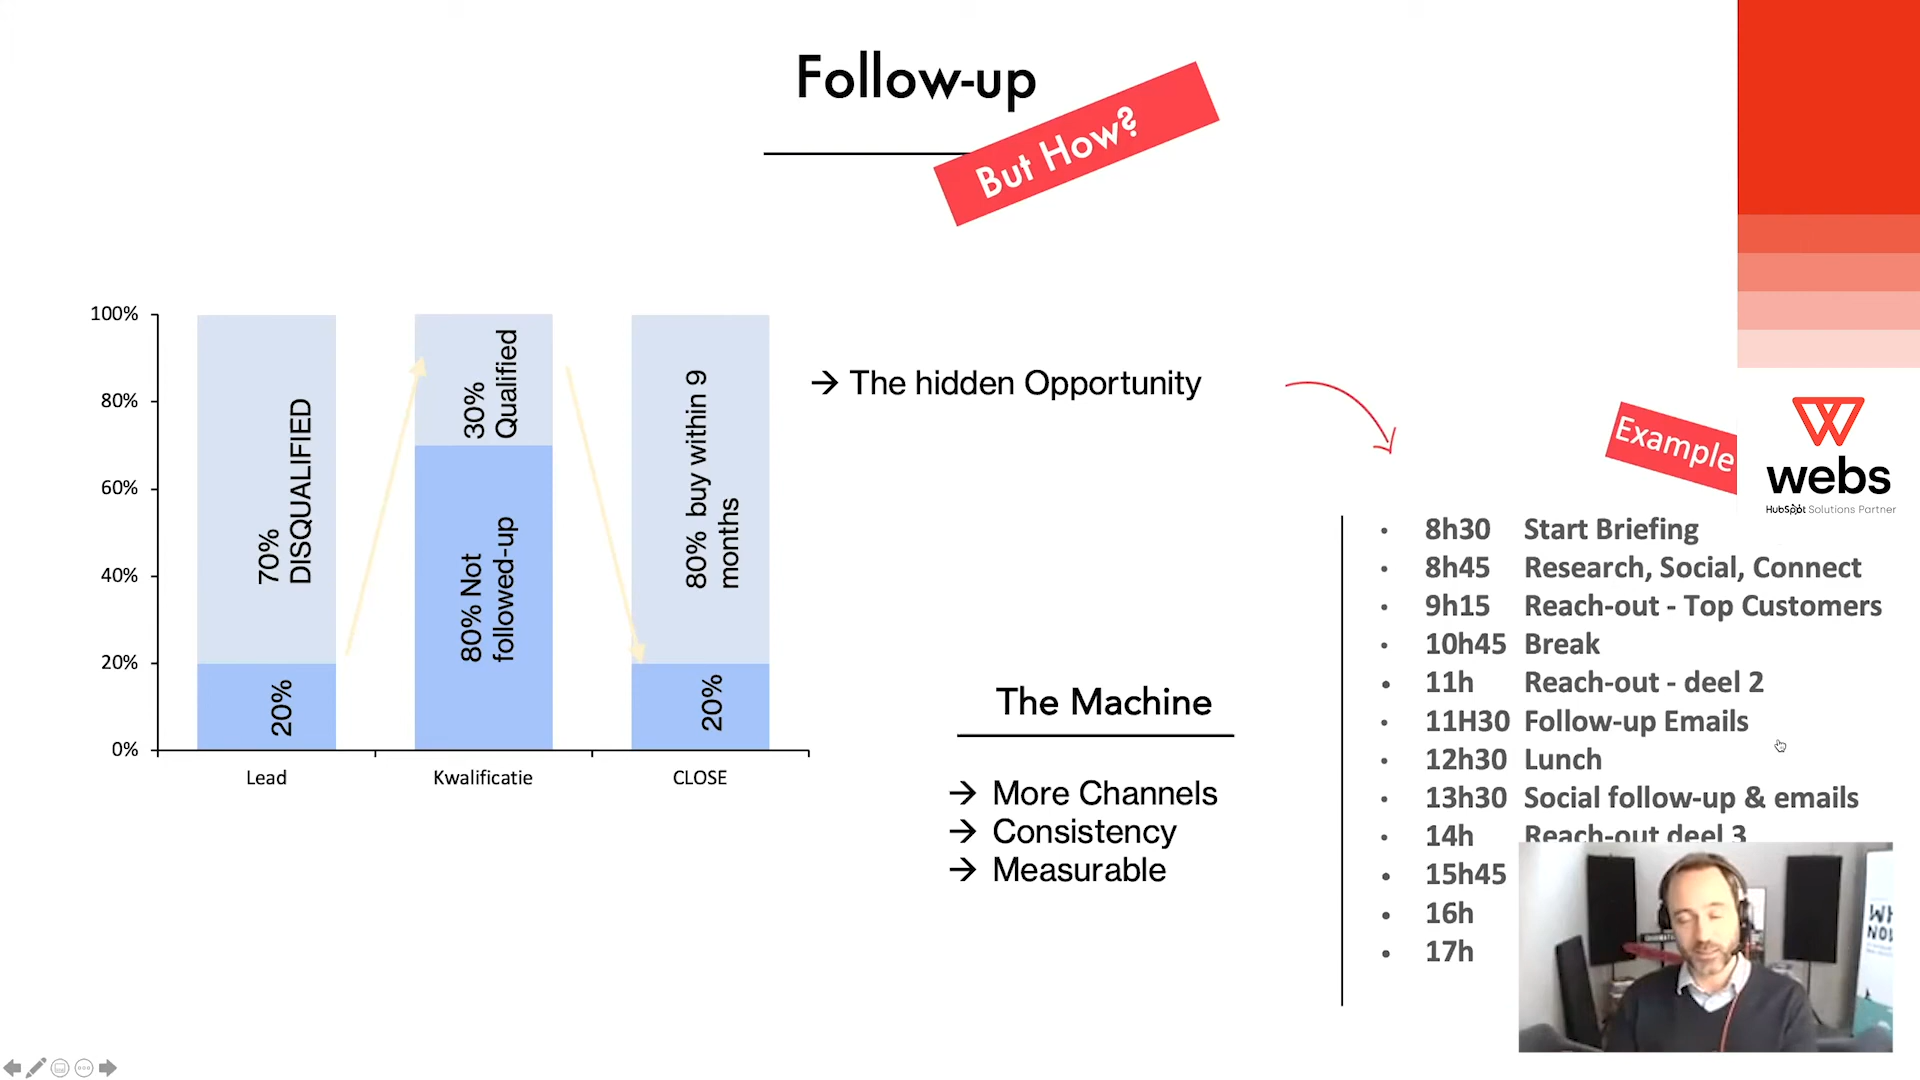 Follow-up
But How?
100%
80%
60%
40%
20%
0%
70%
DISQUALIFIED
20%
30%
Qualified
80% Not
followed-up
80% buy within 9
months
20%
Lead
Kwalificatie
CLOSE
→ The hidden Opportunity
The Machine
→ More Channels
→ Consistency
→ Measurable
Example
webs
HubSpot Solutions Partner
• 8h30 Start Briefing
• 8h45 Research, Social, Connect
• 9h15 Reach-out - Top Customers
• 10h45 Break
• 11h Reach-out - deel 2
• 11H30 Follow-up Emails
• 12h30 Lunch
• 13h30 Social follow-up & emails
• 14h Reach-out deel 3
• 15h45
• 16h
• 17h